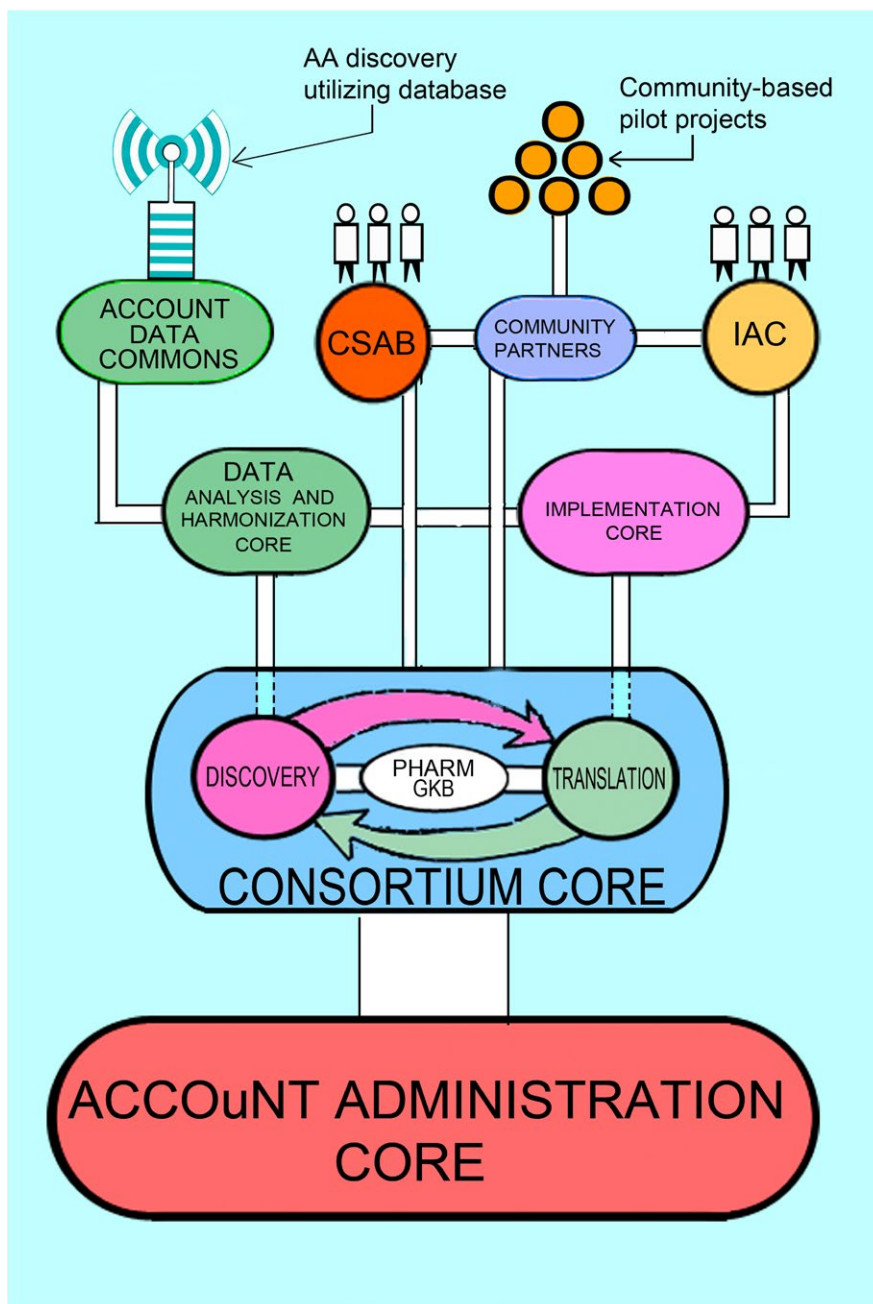 AA discovery
utilizing database
Community-based
pilot projects
ACCOUNT
DATA
COMMONS
CSAB
COMMUNITY
PARTNERS
IAC
DATA
ANALYSIS AND
HARMONIZATION
CORE
IMPLEMENTATION
CORE
DISCOVERY
PHARM
GKB
TRANSLATION
CONSORTIUM CORE
ACCOuNT ADMINISTRATION
CORE